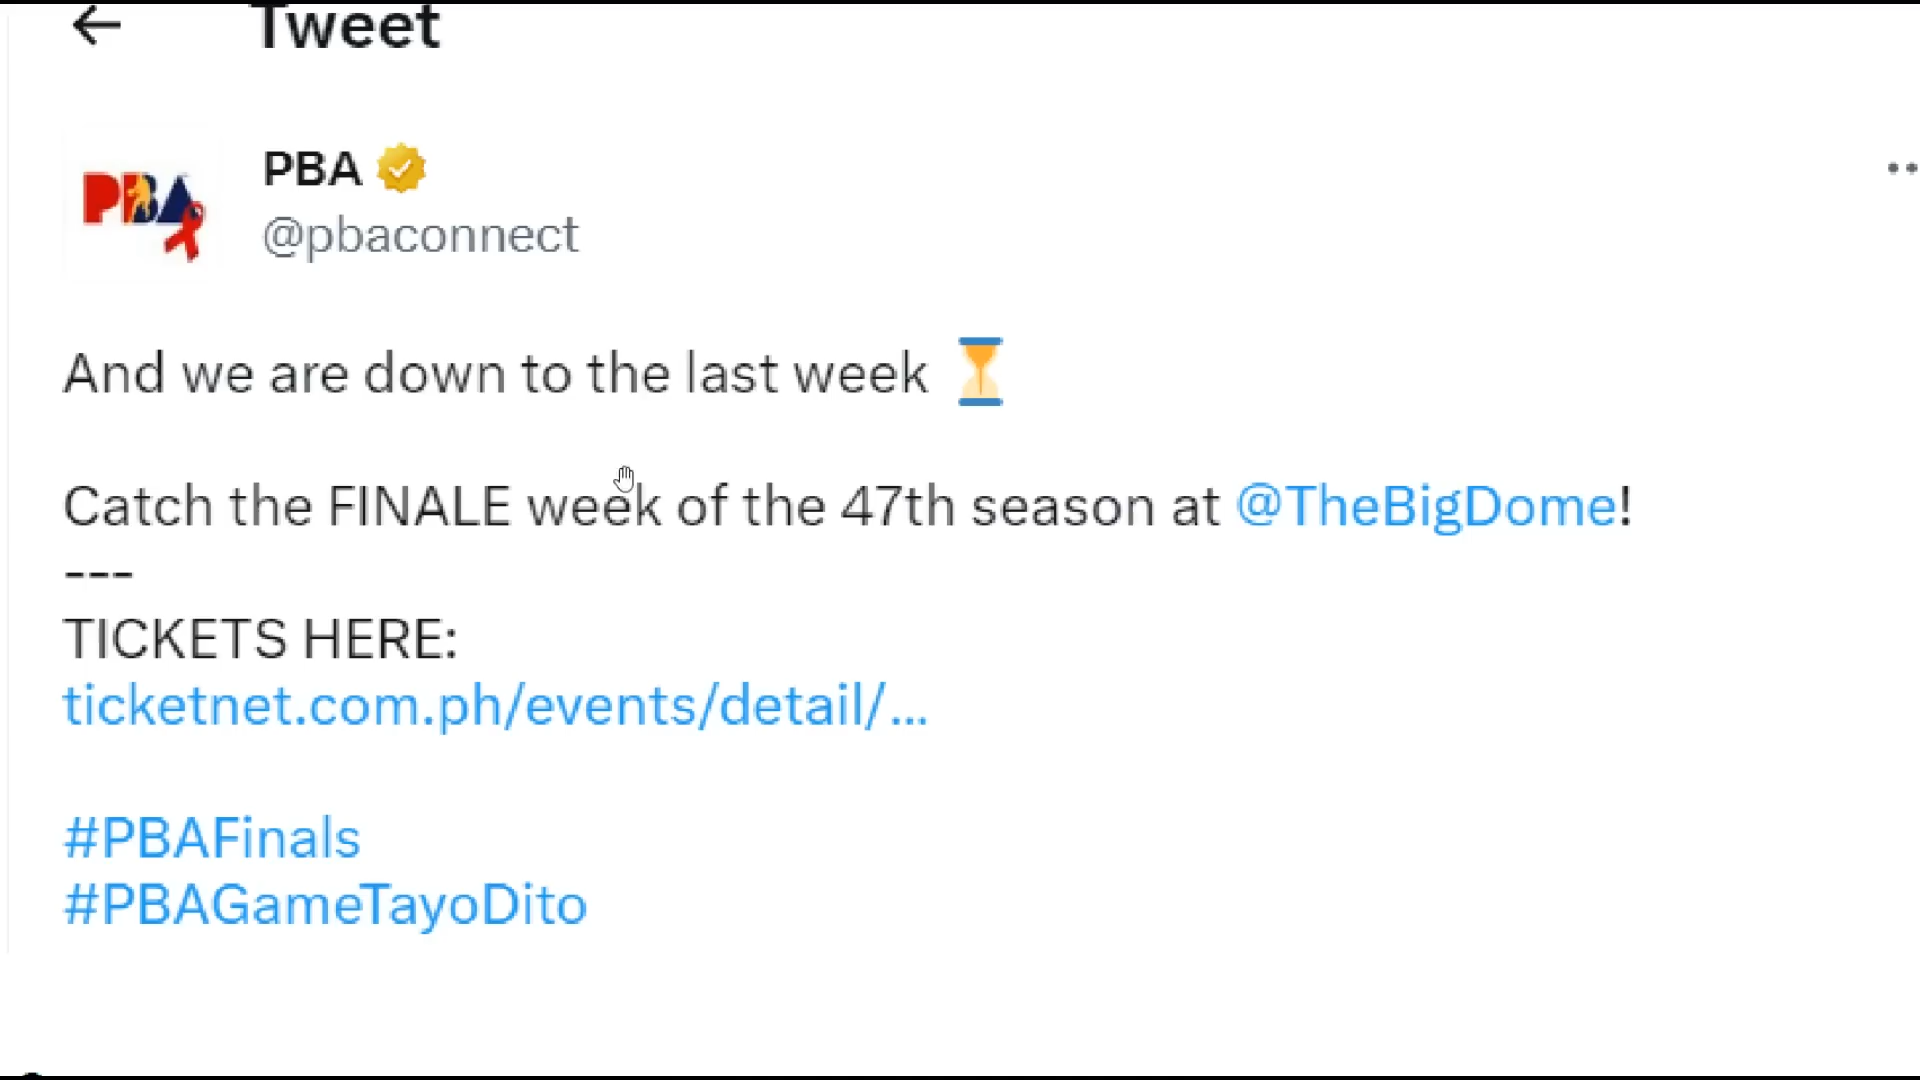 Tweet
PBA
PBA
@pbaconnect
And we are down to the last week
Catch the FINALE week of the 47th season at @TheBigDome!
---
TICKETS HERE:
ticketnet.com.ph/events/detail/...
#PBAFinals
#PBAGameTayoDito